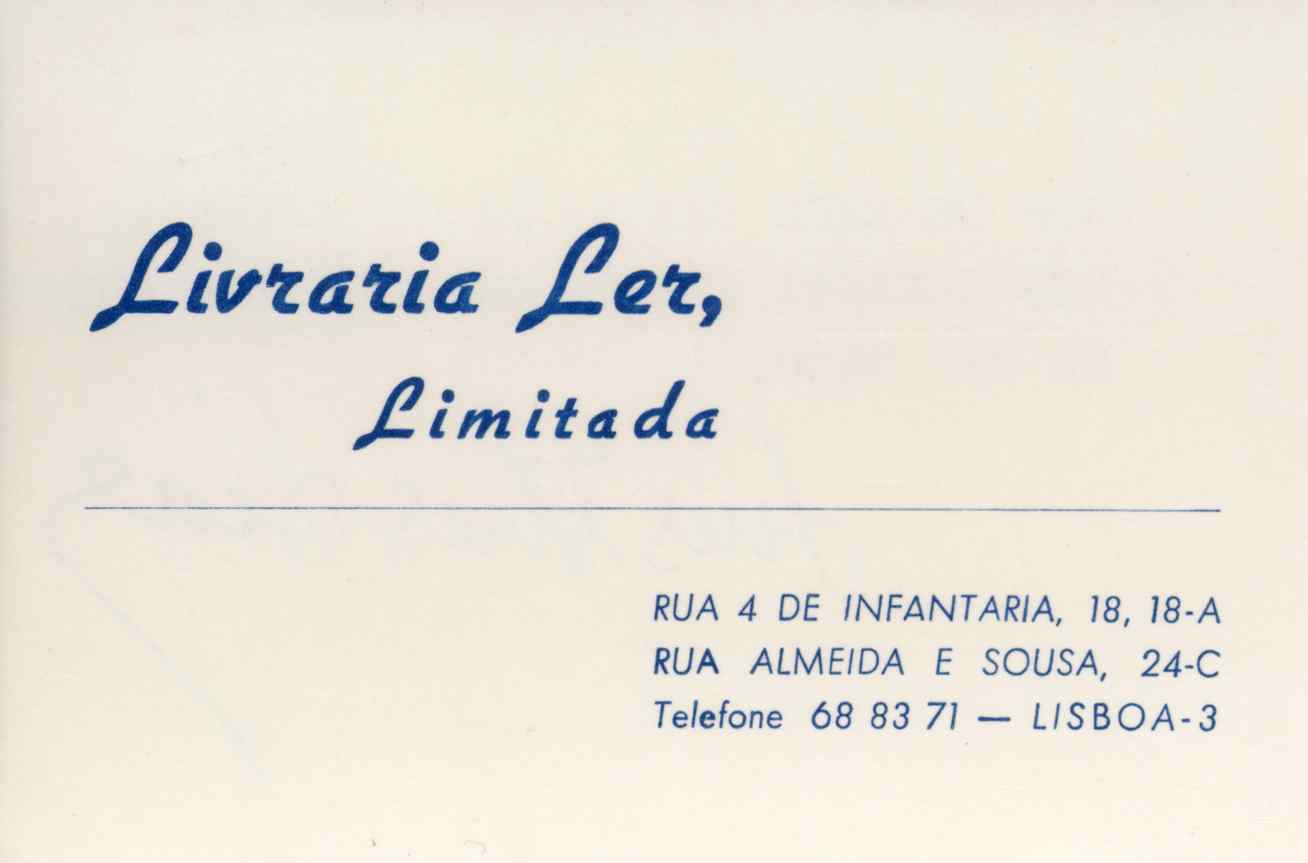 Livraria Ler,
Limitada
RUA 4 DE INFANTARIA, 18, 18-A
RUA ALMEIDA E SOUSA, 24-C
Telefone 68 83 71 — LISBOA-3